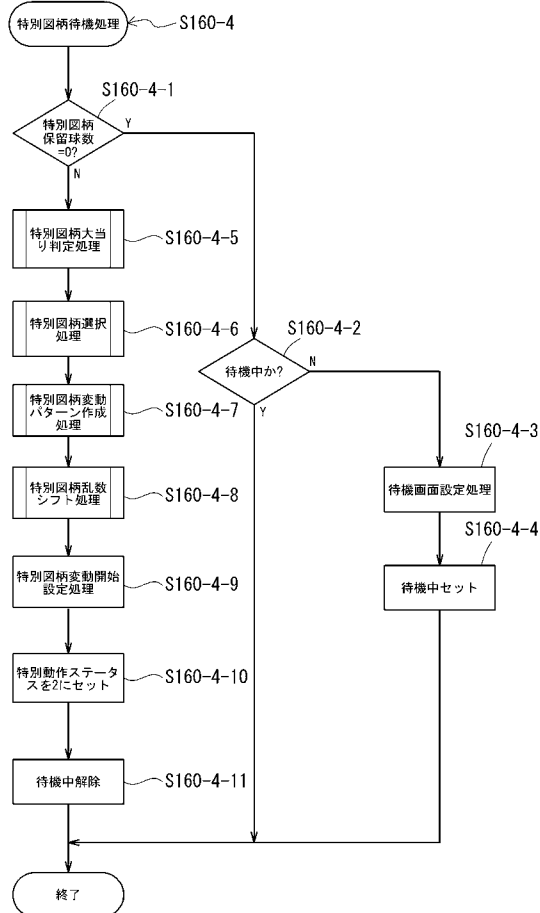 特別図柄待機処理
S160-4
S160-4-1
特別図柄
保留球数
=0?
Y
N
特別図柄大当
り判定処理
S160-4-5
特別図柄選択
処理
S160-4-6
S160-4-2
待機中か?
N
Y
特別図柄変動
パターン作成
処理
S160-4-7
S160-4-3
待機画面設定処理
特別図柄乱数
シフト処理
S160-4-8
S160-4-4
待機中セット
特別図柄変動開始
設定処理
S160-4-9
特別動作ステータ
スを2にセット
S160-4-10
待機中解除
S160-4-11
終了